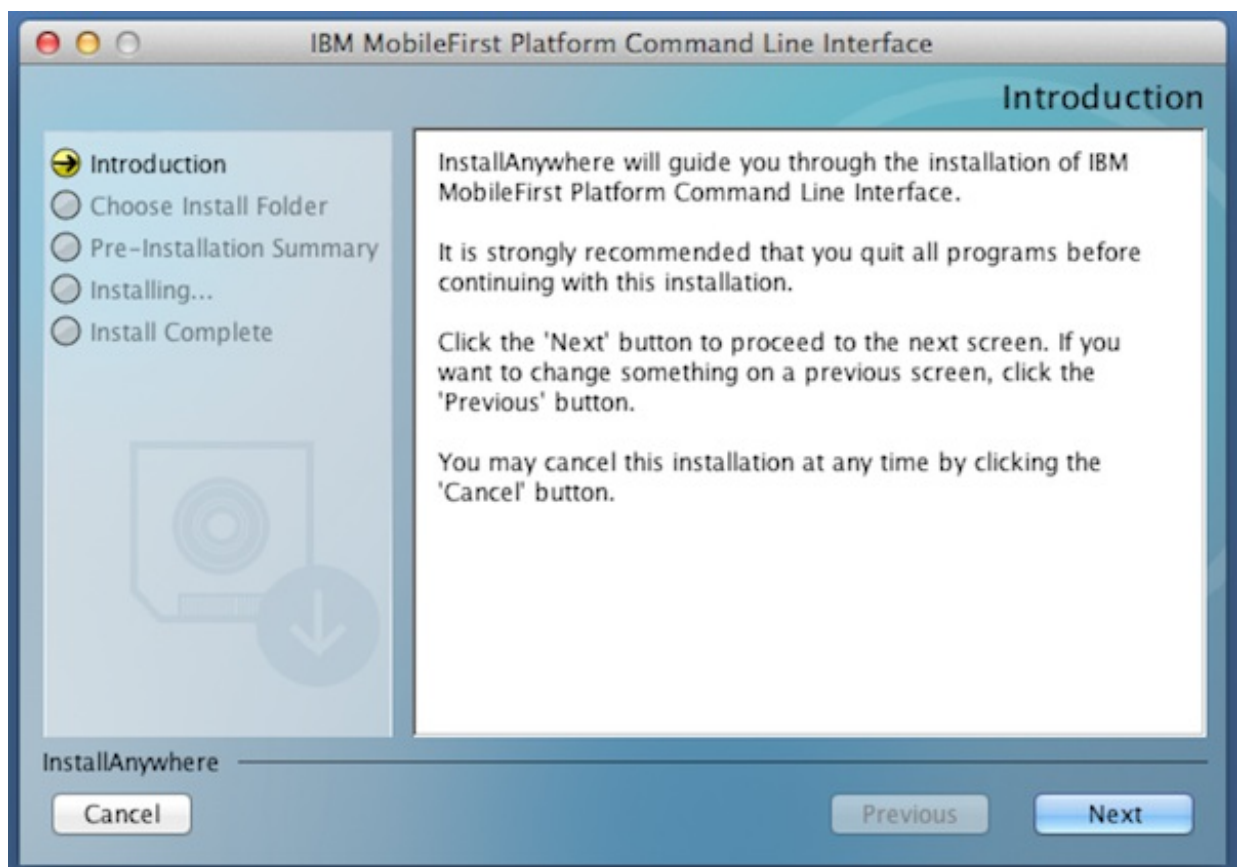 IBM MobileFirst Platform Command Line Interface
Introduction
Introduction
Choose Install Folder
Pre-Installation Summary
Installing...
Install Complete
InstallAnywhere will guide you through the installation of IBM
MobileFirst Platform Command Line Interface.
It is strongly recommended that you quit all programs before
continuing with this installation.
Click the 'Next' button to proceed to the next screen. If you
want to change something on a previous screen, click the
'Previous' button.
You may cancel this installation at any time by clicking the
'Cancel' button.
InstallAnywhere
Cancel
Previous
Next